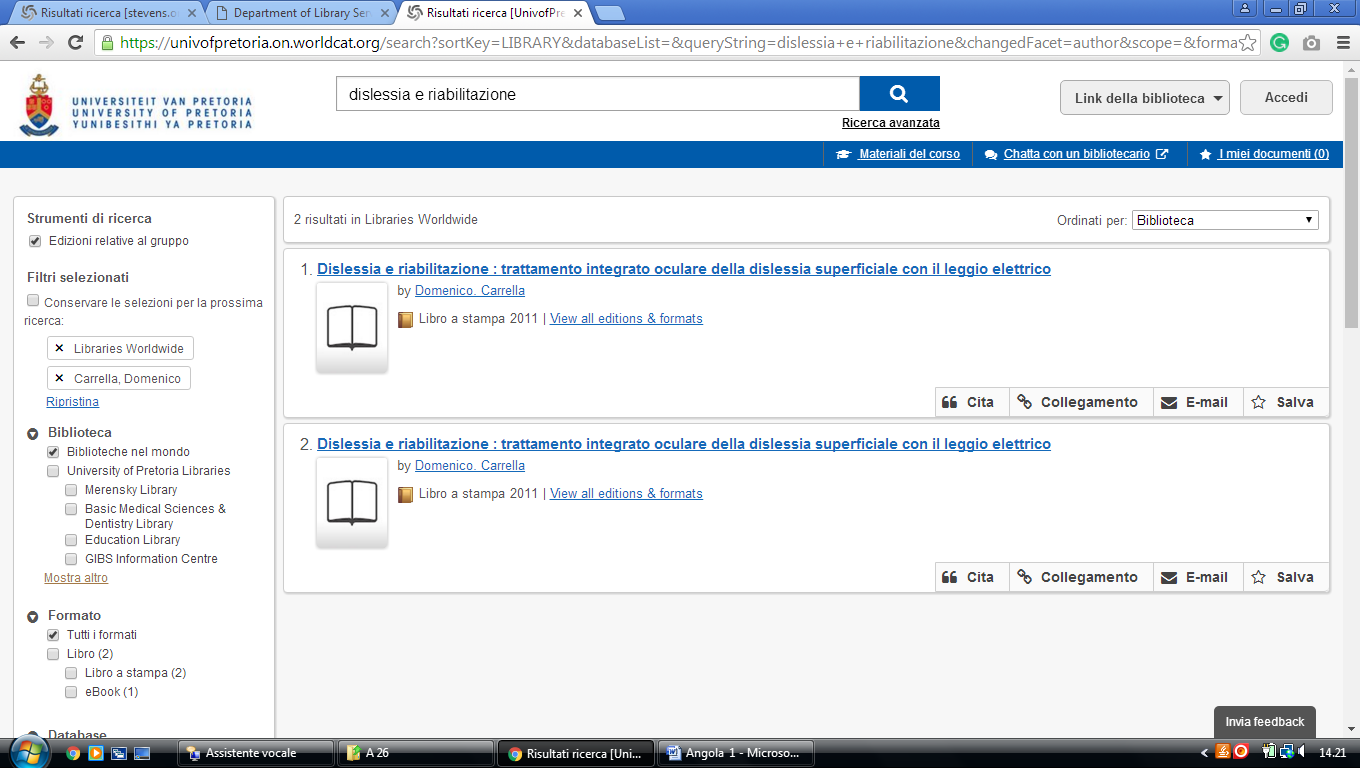 Risultati ricerca [stevens.o
Department of Library Ser
Risultati ricerca [UnivofPre
https://univofpretoria.on.worldcat.org/search?sortKey=LIBRARY&databaseList=&queryString=dislessia+e+riabilitazione&changedFacet=author&scope=&forma
UNIVERSITEIT VAN PRETORIA
UNIVERSITY OF PRETORIA
YUNIBESITHI YA PRETORIA
dislessia e riabilitazione
Ricerca avanzata
Link della biblioteca
Accedi
Materiali del corso
Chatta con un bibliotecario
I miei documenti (0)
Strumenti di ricerca
Edizioni relative al gruppo
Filtri selezionati
Conservare le selezioni per la prossima
ricerca:
Libraries Worldwide
Carrella, Domenico
Ripristina
Biblioteca
Biblioteche nel mondo
University of Pretoria Libraries
Merensky Library
Basic Medical Sciences &
Dentistry Library
Education Library
GIBS Information Centre
Mostra altro
Formato
Tutti i formati
Libro (2)
Libro a stampa (2)
eBook (1)
Database
2 risultati in Libraries Worldwide
Ordinati per: Biblioteca
1. Dislessia e riabilitazione : trattamento integrato oculare della dislessia superficiale con il leggio elettrico
by Domenico. Carrella
Libro a stampa 2011 | View all editions & formats
Cita Collegamento E-mail Salva
2. Dislessia e riabilitazione : trattamento integrato oculare della dislessia superficiale con il leggio elettrico
by Domenico. Carrella
Libro a stampa 2011 | View all editions & formats
Cita Collegamento E-mail Salva
Invia feedback
Assistente vocale
A 26
Risultati ricerca [Uni...
Angola 1 - Microso...
14.21